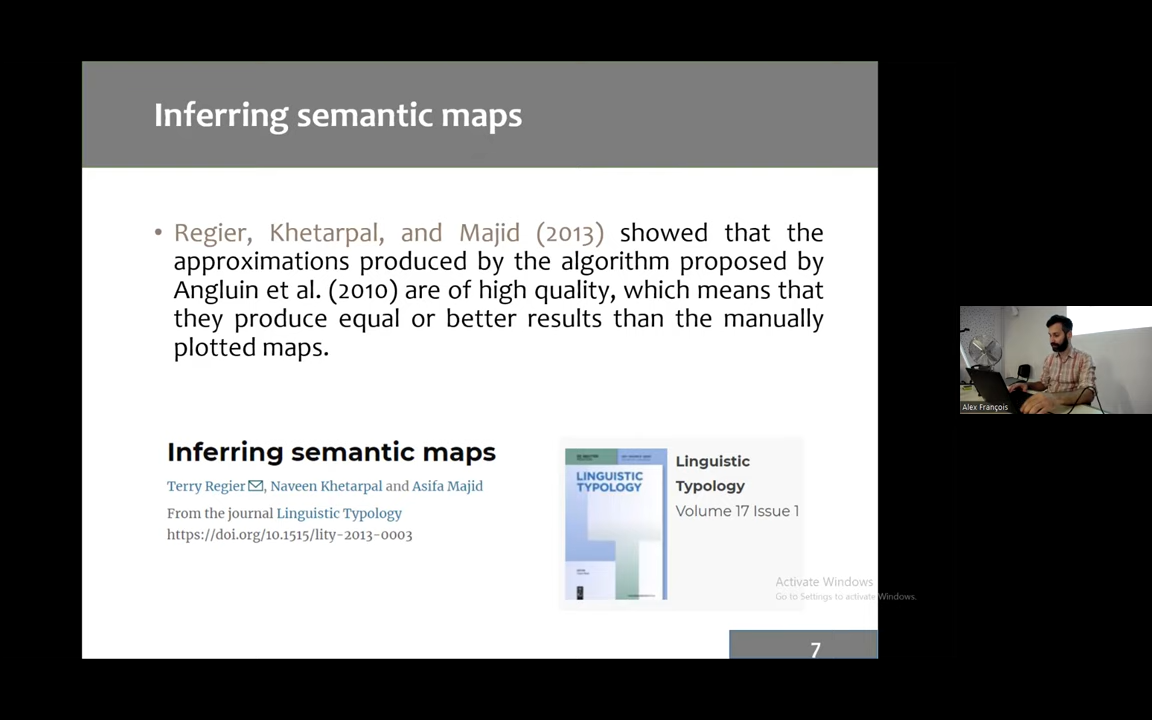 Inferring semantic maps
• Regier, Khetarpal, and Majid (2013) showed that the
approximations produced by the algorithm proposed by
Angluin et al. (2010) are of high quality, which means that
they produce equal or better results than the manually
plotted maps.
Inferring semantic maps
Terry Regier, Naveen Khetarpal and Asifa Majid
From the journal Linguistic Typology
https://doi.org/10.1515/lity-2013-0003
LINGUISTIC
TYPOLOGY
Linguistic
Typology
Volume 17 Issue 1
Activate Windows
Go to Settings to activate Windows.
7
Alex François